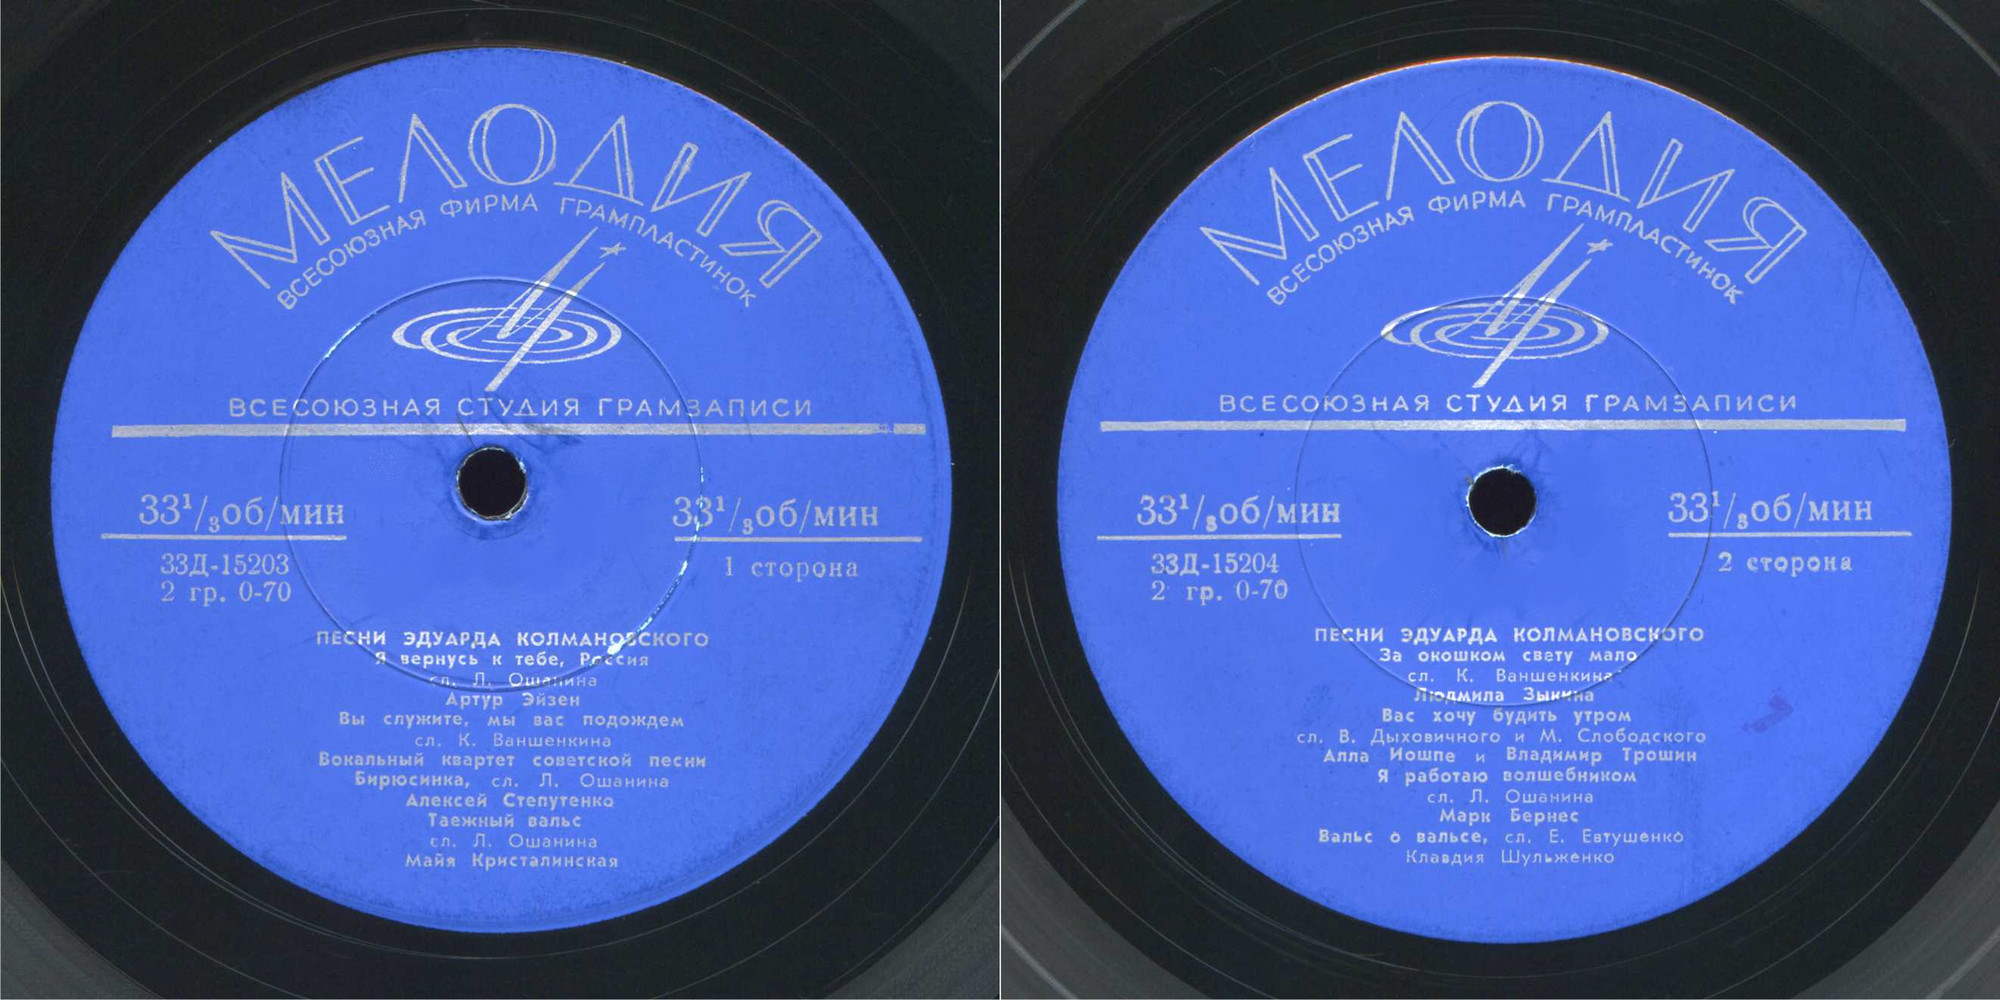 МЕЛОДИЯ
ВСЕСОЮЗНАЯ ФИРМА ГРАМПЛАСТИНОК
ВСЕСОЮЗНАЯ СТУДИЯ ГРАМЗАПИСИ
33¹/₃об/мин
33¹/₃об/мин
33Д-15203
1 сторона
2 гр. 0-70
ПЕСНИ ЭДУАРДА КОЛМАНОВСКОГО
Я вернусь к тебе, Россия
сл. Л. Ошанина
Артур Эйзен
Вы служите, мы вас подождем
сл. К. Ваншенкина
Вокальный квартет советской песни
Бирюсинка, сл. Л. Ошанина
Алексей Степутенко
Таежный вальс
сл. Л. Ошанина
Майя Кристалинская
МЕЛОДИЯ
ВСЕСОЮЗНАЯ ФИРМА ГРАМПЛАСТИНОК
ВСЕСОЮЗНАЯ СТУДИЯ ГРАМЗАПИСИ
33¹/₃об/мин
33¹/₃об/мин
33Д-15204
2 сторона
2 гр. 0-70
ПЕСНИ ЭДУАРДА КОЛМАНОВСКОГО
За окошком свету мало
сл. К. Ваншенкина
Людмила Зыкина
Вас хочу будить утром
сл. В. Дыховичного и М. Слободского
Алла Иошпе и Владимир Трошин
Я работаю волшебником
сл. Л. Ошанина
Марк Бернес
Вальс о вальсе, сл. Е. Евтушенко
Клавдия Шульженко